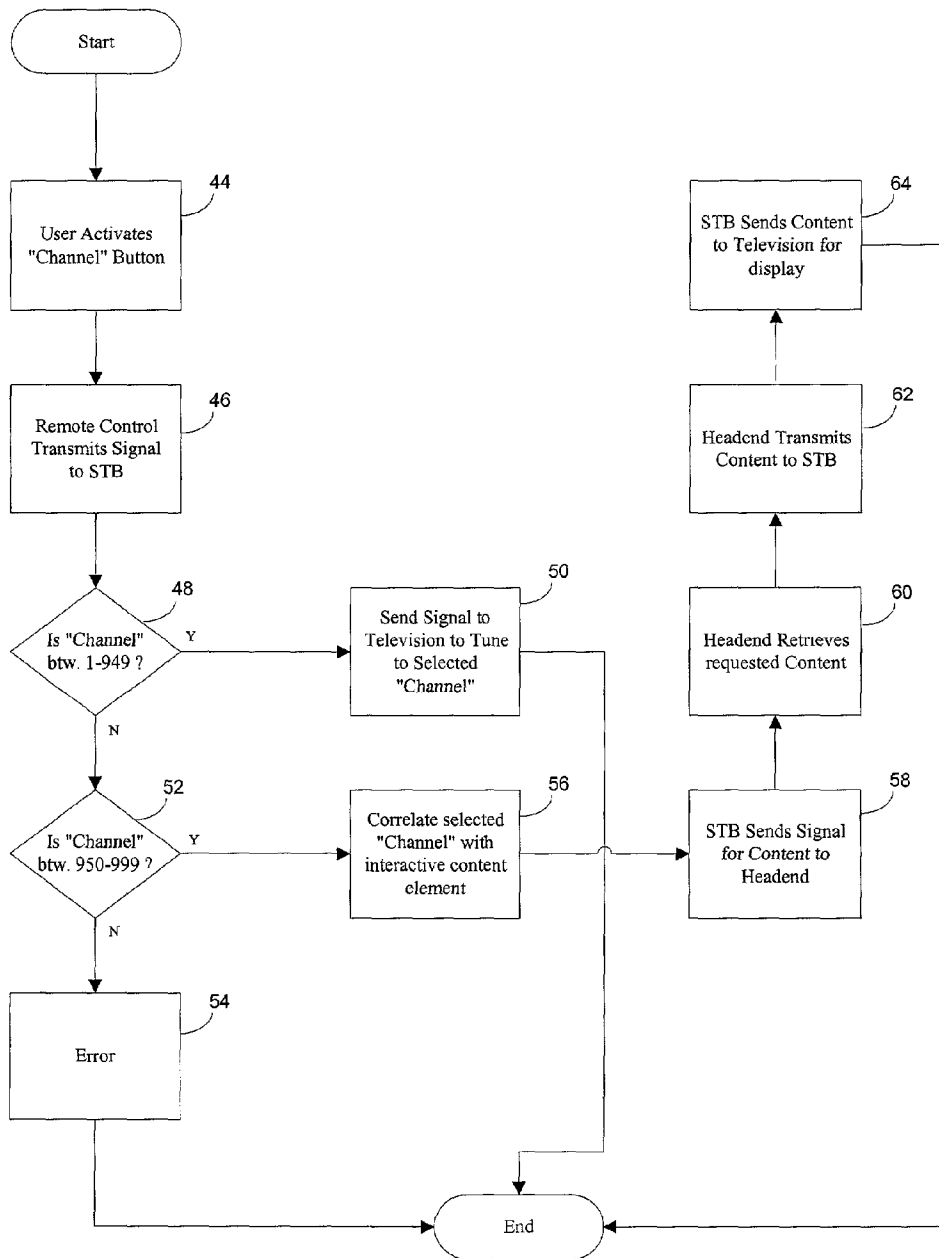 Start
44
User Activates
"Channel" Button
46
Remote Control
Transmits Signal
to STB
48
Is "Channel"
btw. 1-949 ?
Y
N
50
Send Signal to
Television to Tune
to Selected
"Channel"
52
Is "Channel"
btw. 950-999 ?
Y
N
56
Correlate selected
"Channel" with
interactive content
element
54
Error
58
STB Sends Signal
for Content to
Headend
60
Headend Retrieves
requested Content
62
Headend Transmits
Content to STB
64
STB Sends Content
to Television for
display
End